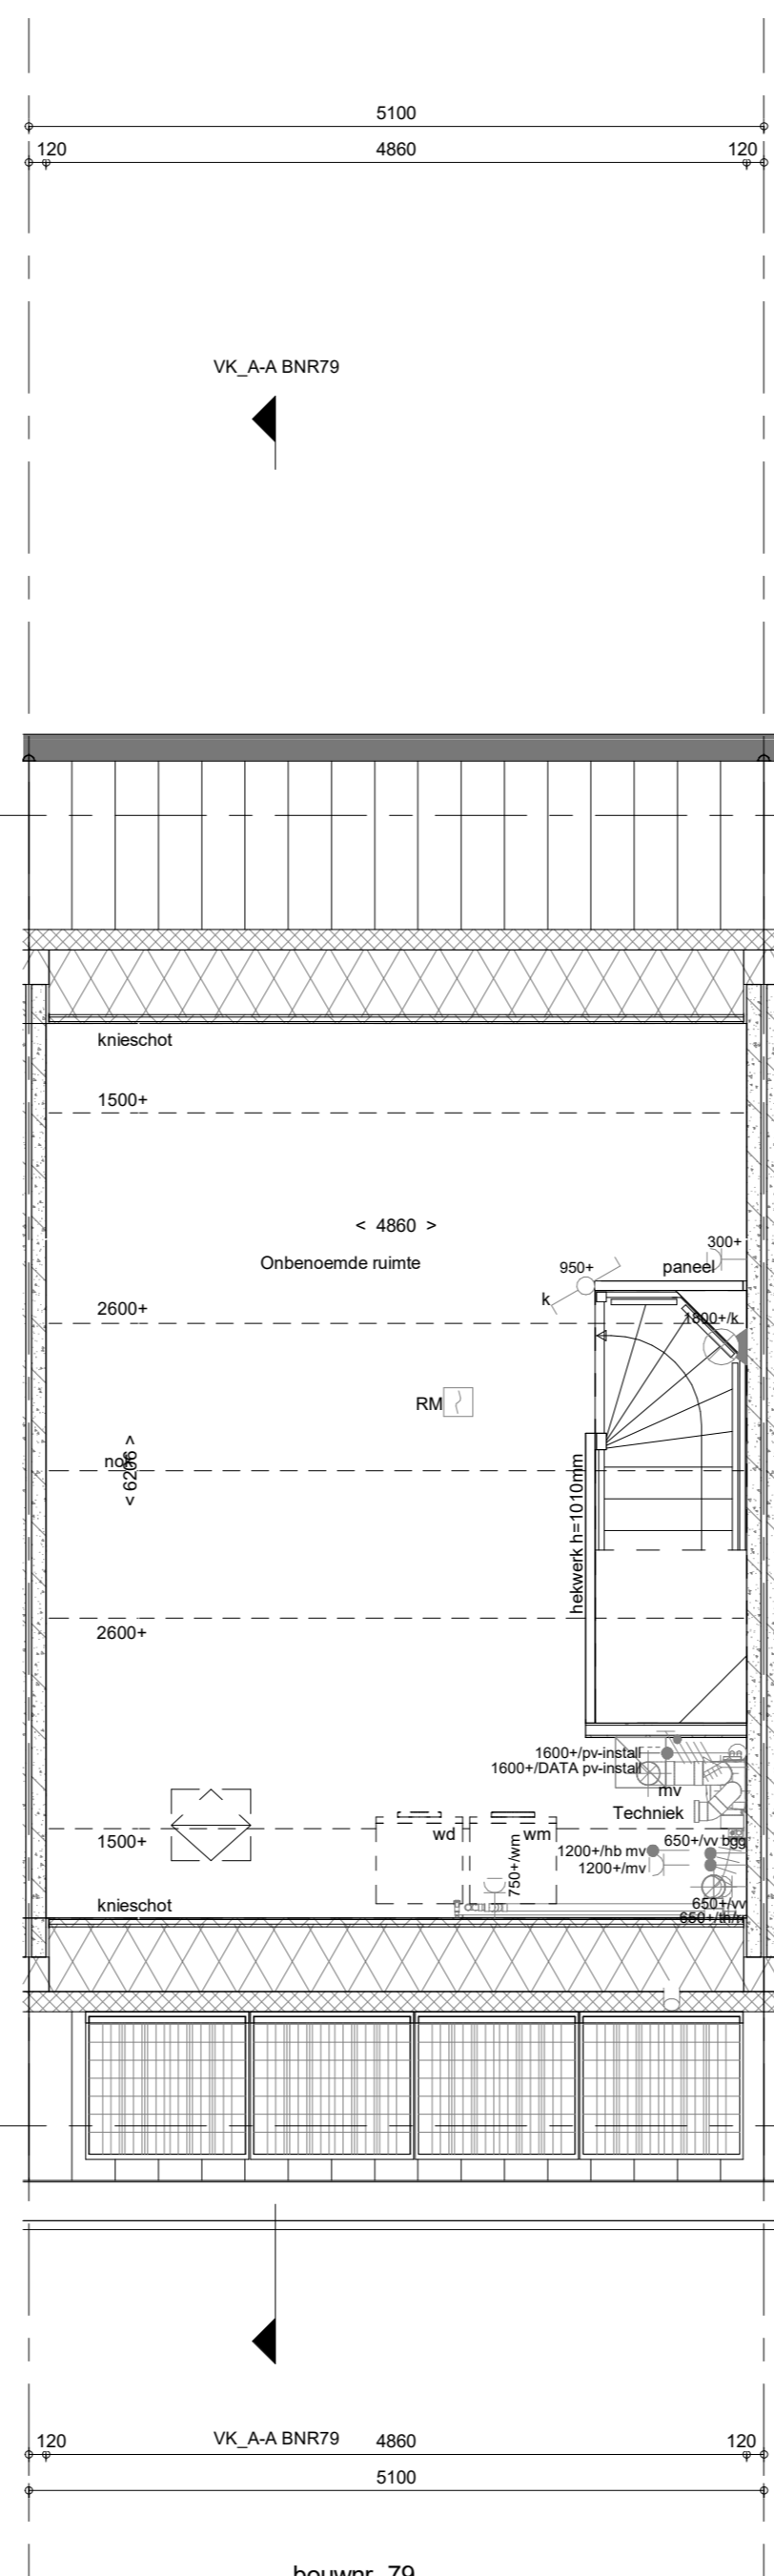 5100
120 4860 120
VK_A-A BNR79
knieschot
1500+
< 4860 >
300+
Onbenoemde ruimte
950+ paneel
k
2600+
1800+/k
RM
nok
< 6206 >
hekwerk h=1010mm
2600+
1600+/pv-install
1600+/DATA pv-install
mv
Techniek
1500+
wd wm
650+/vv bgg
750+/wm
1200+/hb mv
1200+/mv
knieschot
650+/vv
120 VK_A-A BNR79 4860 120
5100
bouwnr. 79